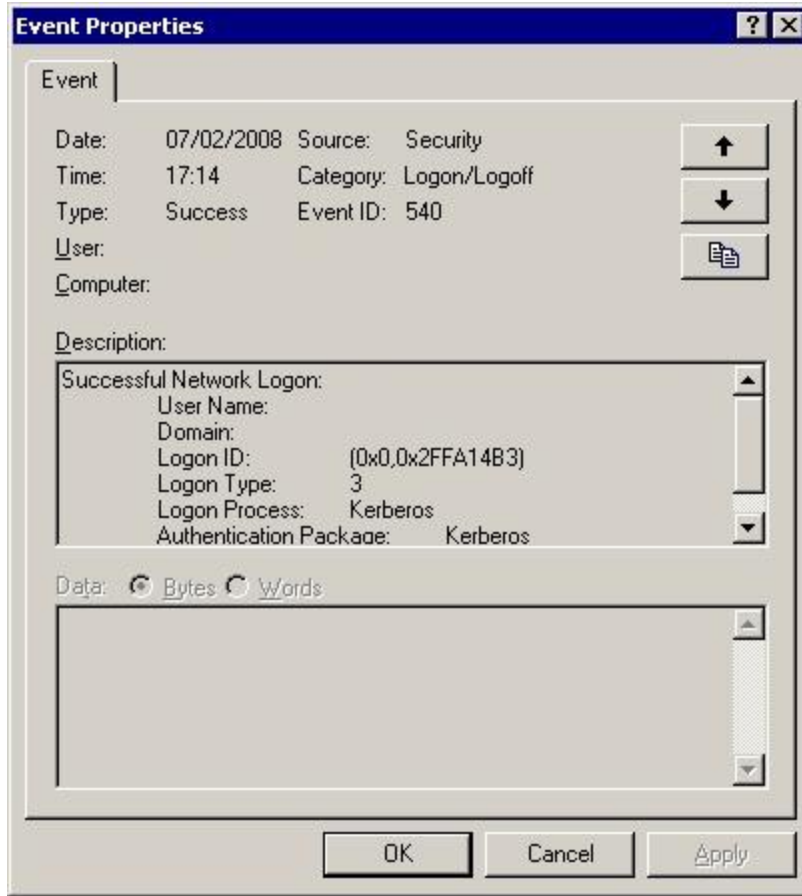 Event Properties
Event
Date: 07/02/2008 Source: Security
Time: 17:14 Category: Logon/Logoff
Type: Success Event ID: 540
User:
Computer:
Description:
Successful Network Logon:
User Name:
Domain:
Logon ID: (0x0,0x2FFA14B3)
Logon Type: 3
Logon Process: Kerberos
Authentication Package: Kerberos
Data: Bytes Words
OK Cancel Apply